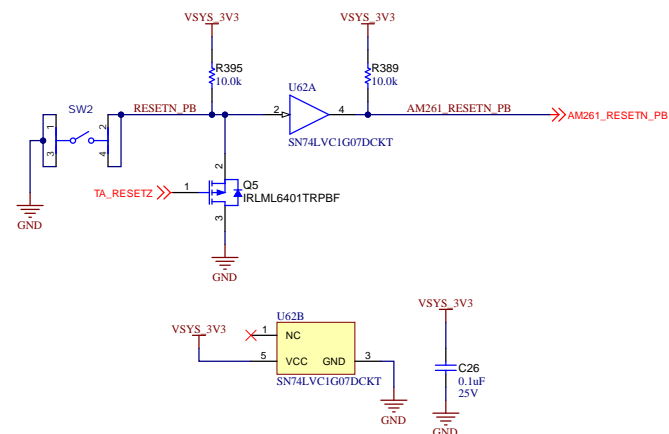 VSYS_3V3
VSYS_3V3
R395
10.0k
R389
10.0k
U62A
SW2
RESETN_PB
2
4
AM261_RESETN_PB
AM261_RESETN_PB
1
2
3
4
SN74LVC1G07DCKT
GND
2
TA_RESETZ
1
Q5
IRLML6401TRPBF
3
GND
U62B
VSYS_3V3
VSYS_3V3
1
NC
5
VCC
GND
3
SN74LVC1G07DCKT
C26
0.1uF
25V
GND
GND